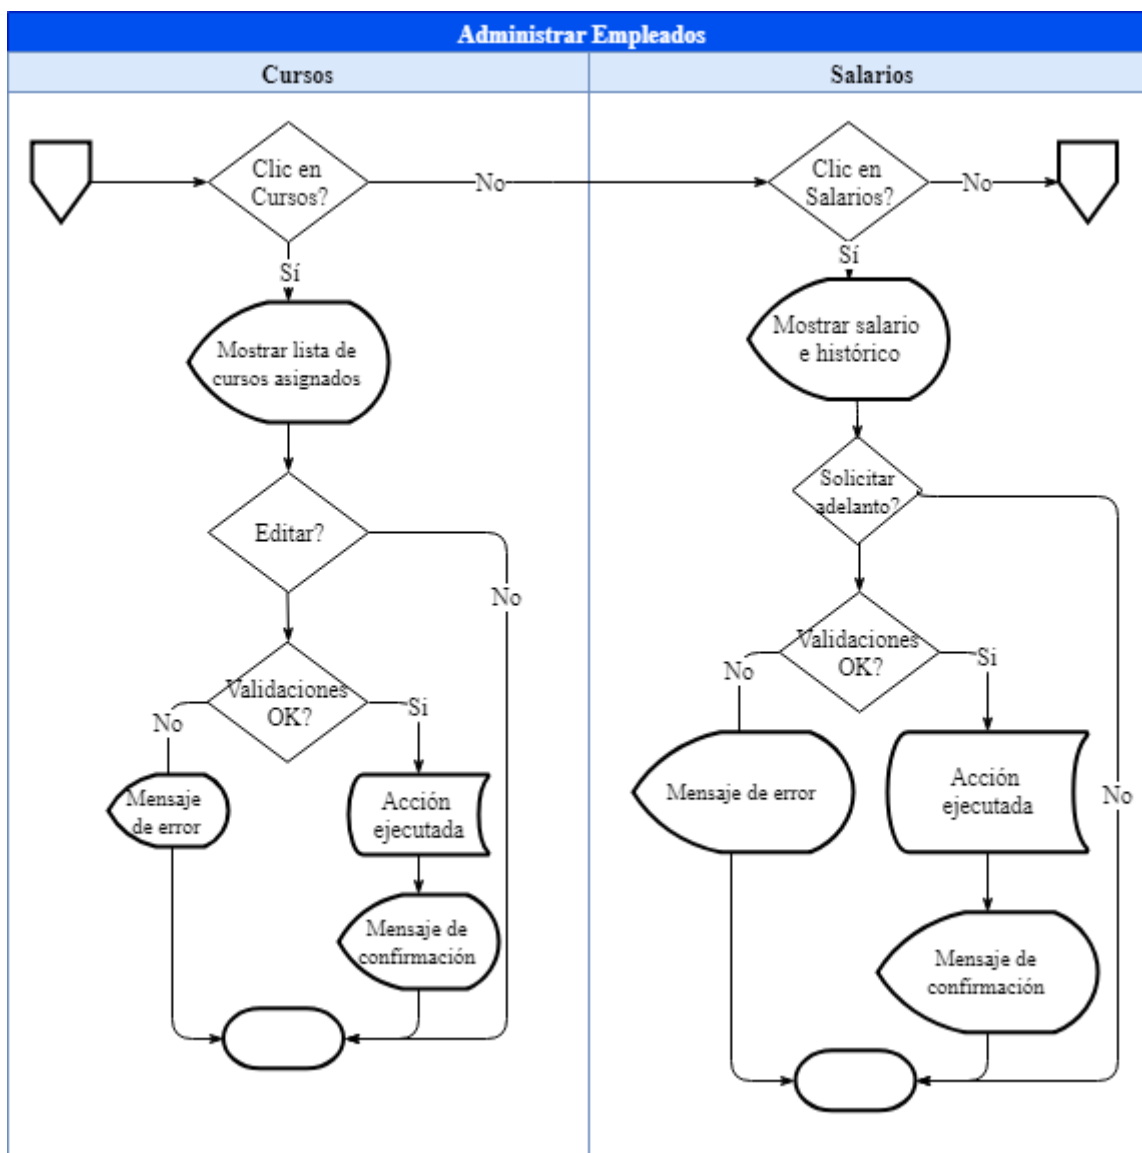 Administrar Empleados
Cursos
Salarios
Clic en
Cursos?
No
Clic en
Salarios?
No
Sí
Sí
Mostrar lista de
cursos asignados
Mostrar salario
e histórico
Editar?
No
Solicitar
adelanto?
Validaciones
OK?
No
Si
Validaciones
OK?
No
Si
Mensaje
de error
Acción
ejecutada
Mensaje de error
Acción
ejecutada
No
Mensaje de
confirmación
Mensaje de
confirmación